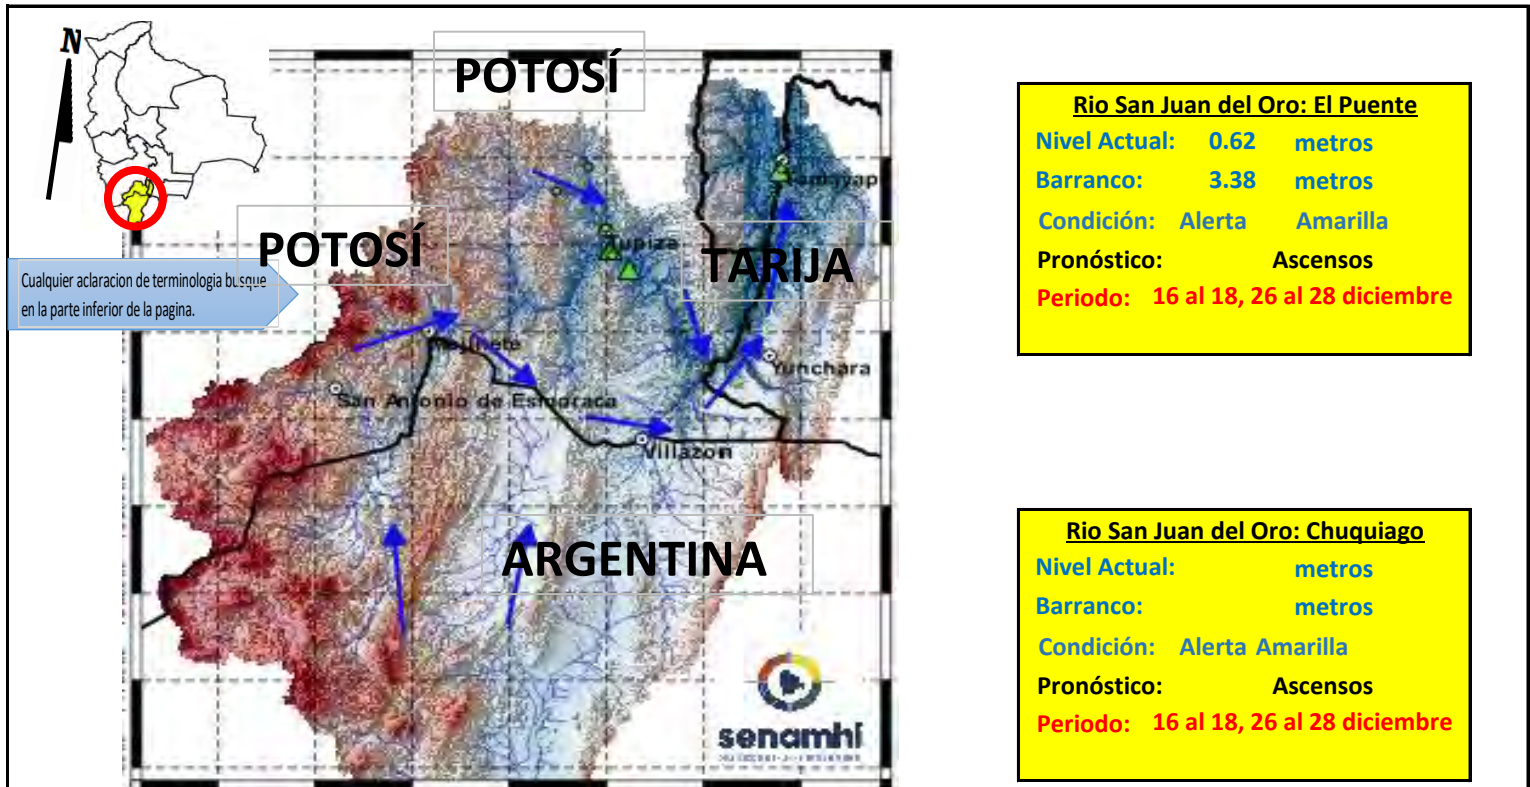 N
POTOSÍ
POTOSÍ
Cualquier aclaracion de terminologia busque
en la parte inferior de la pagina.
Tupiza
TARIJA
Yunchara
San Antonio de Esmoraca
Villazon
ARGENTINA
senamhi
Rio San Juan del Oro: El Puente
Nivel Actual: 0.62 metros
Barranco: 3.38 metros
Condición: Alerta Amarilla
Pronóstico: Ascensos
Periodo: 16 al 18, 26 al 28 diciembre
Rio San Juan del Oro: Chuquiago
Nivel Actual: metros
Barranco: metros
Condición: Alerta Amarilla
Pronóstico: Ascensos
Periodo: 16 al 18, 26 al 28 diciembre